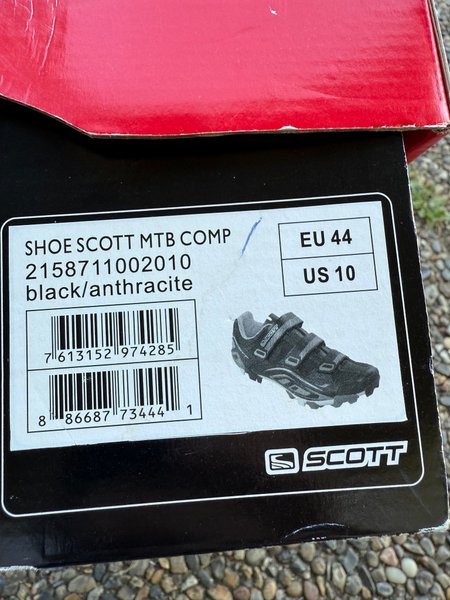 SHOE SCOTT MTB COMP
2158711002010
black/anthracite
EU 44
US 10
7 613152 974285
8 86687 73444 1
SCOTT